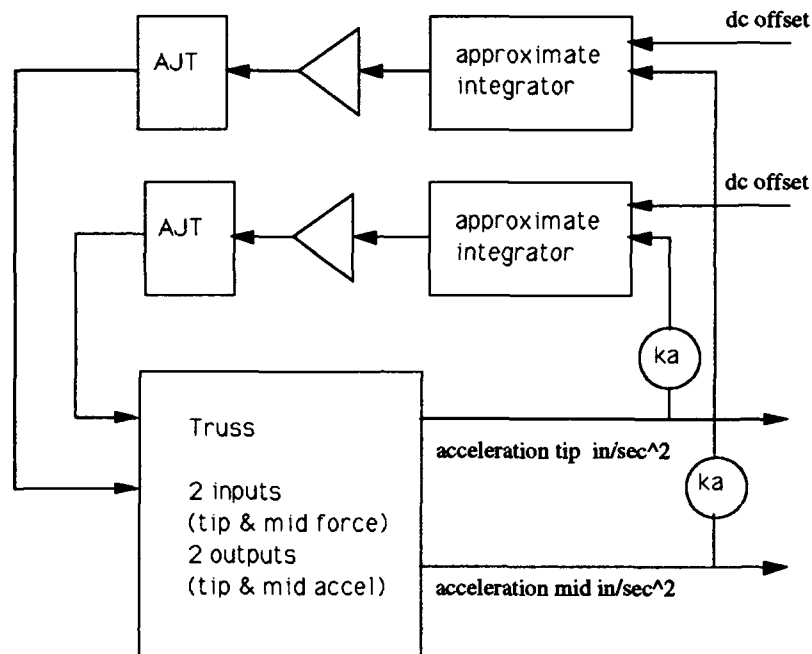 dc offset
AJT
approximate
integrator
dc offset
AJT
approximate
integrator
ka
Truss
acceleration tip in/sec^2
ka
2 inputs
(tip & mid force)
2 outputs
(tip & mid accel)
acceleration mid in/sec^2